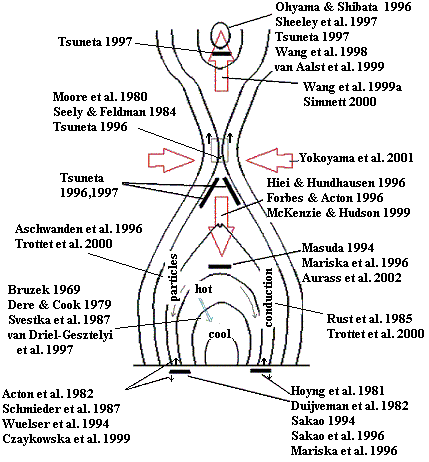 Ohyama & Shibata 1996
Sheeley et al. 1997
Tsuneta 1997
Wang et al. 1998
van Aalst et al. 1999
Tsuneta 1997
Wang et al. 1999a
Simnett 2000
Moore et al. 1980
Seely & Feldman 1984
Tsuneta 1996
Yokoyama et al. 2001
Tsuneta
1996,1997
Hiei & Hundhausen 1996
Forbes & Acton 1996
McKenzie & Hudson 1999
Aschwanden et al. 1996
Trottet et al. 2000
Masuda 1994
Mariska et al. 1996
Aurass et al. 2002
particles
hot
conduction
cool
Bruzek 1969
Dere & Cook 1979
Svestka et al. 1987
van Driel-Gesztelyi
et al. 1997
Rust et al. 1985
Trottet et al. 2000
Acton et al. 1982
Schmieder et al. 1987
Wuelser et al. 1994
Czaykowska et al. 1999
Hoyng et al. 1981
Duijveman et al. 1982
Sakao 1994
Sakao et al. 1996
Mariska et al. 1996